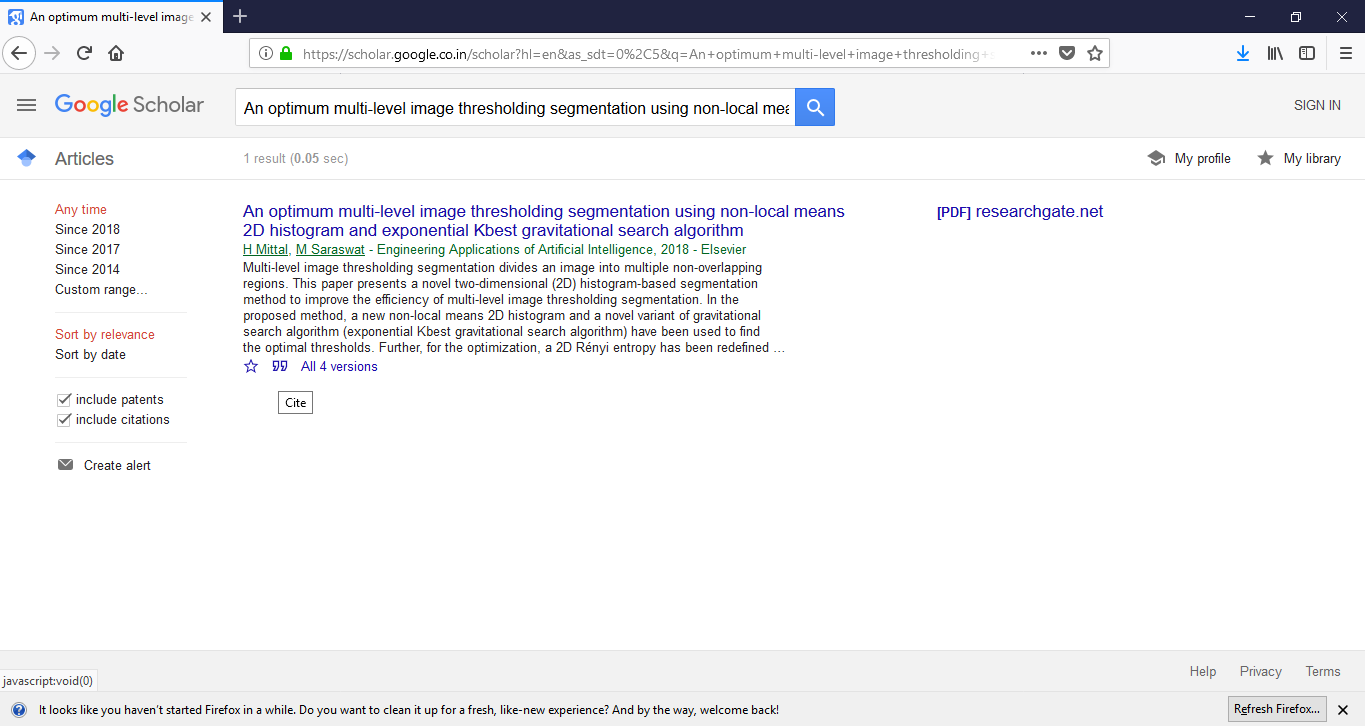 An optimum multi-level image
https://scholar.google.co.in/scholar?hl=en&as_sdt=0%2C5&q=An+optimum+multi-level+image+thresholding+s
Google Scholar
An optimum multi-level image thresholding segmentation using non-local mea
SIGN IN
Articles
1 result (0.05 sec)
My profile
My library
Any time
Since 2018
Since 2017
Since 2014
Custom range...
Sort by relevance
Sort by date
include patents
include citations
Create alert
An optimum multi-level image thresholding segmentation using non-local means
2D histogram and exponential Kbest gravitational search algorithm
H Mittal, M Saraswat - Engineering Applications of Artificial Intelligence, 2018 - Elsevier
Multi-level image thresholding segmentation divides an image into multiple non-overlapping
regions. This paper presents a novel two-dimensional (2D) histogram-based segmentation
method to improve the efficiency of multi-level image thresholding segmentation. In the
proposed method, a new non-local means 2D histogram and a novel variant of gravitational
search algorithm (exponential Kbest gravitational search algorithm) have been used to find
the optimal thresholds. Further, for the optimization, a 2D Rényi entropy has been redefined ...
All 4 versions
Cite
[PDF] researchgate.net
Help
Privacy
Terms
javascript:void(0)
It looks like you haven't started Firefox in a while. Do you want to clean it up for a fresh, like-new experience? And by the way, welcome back!
Refresh Firefox...